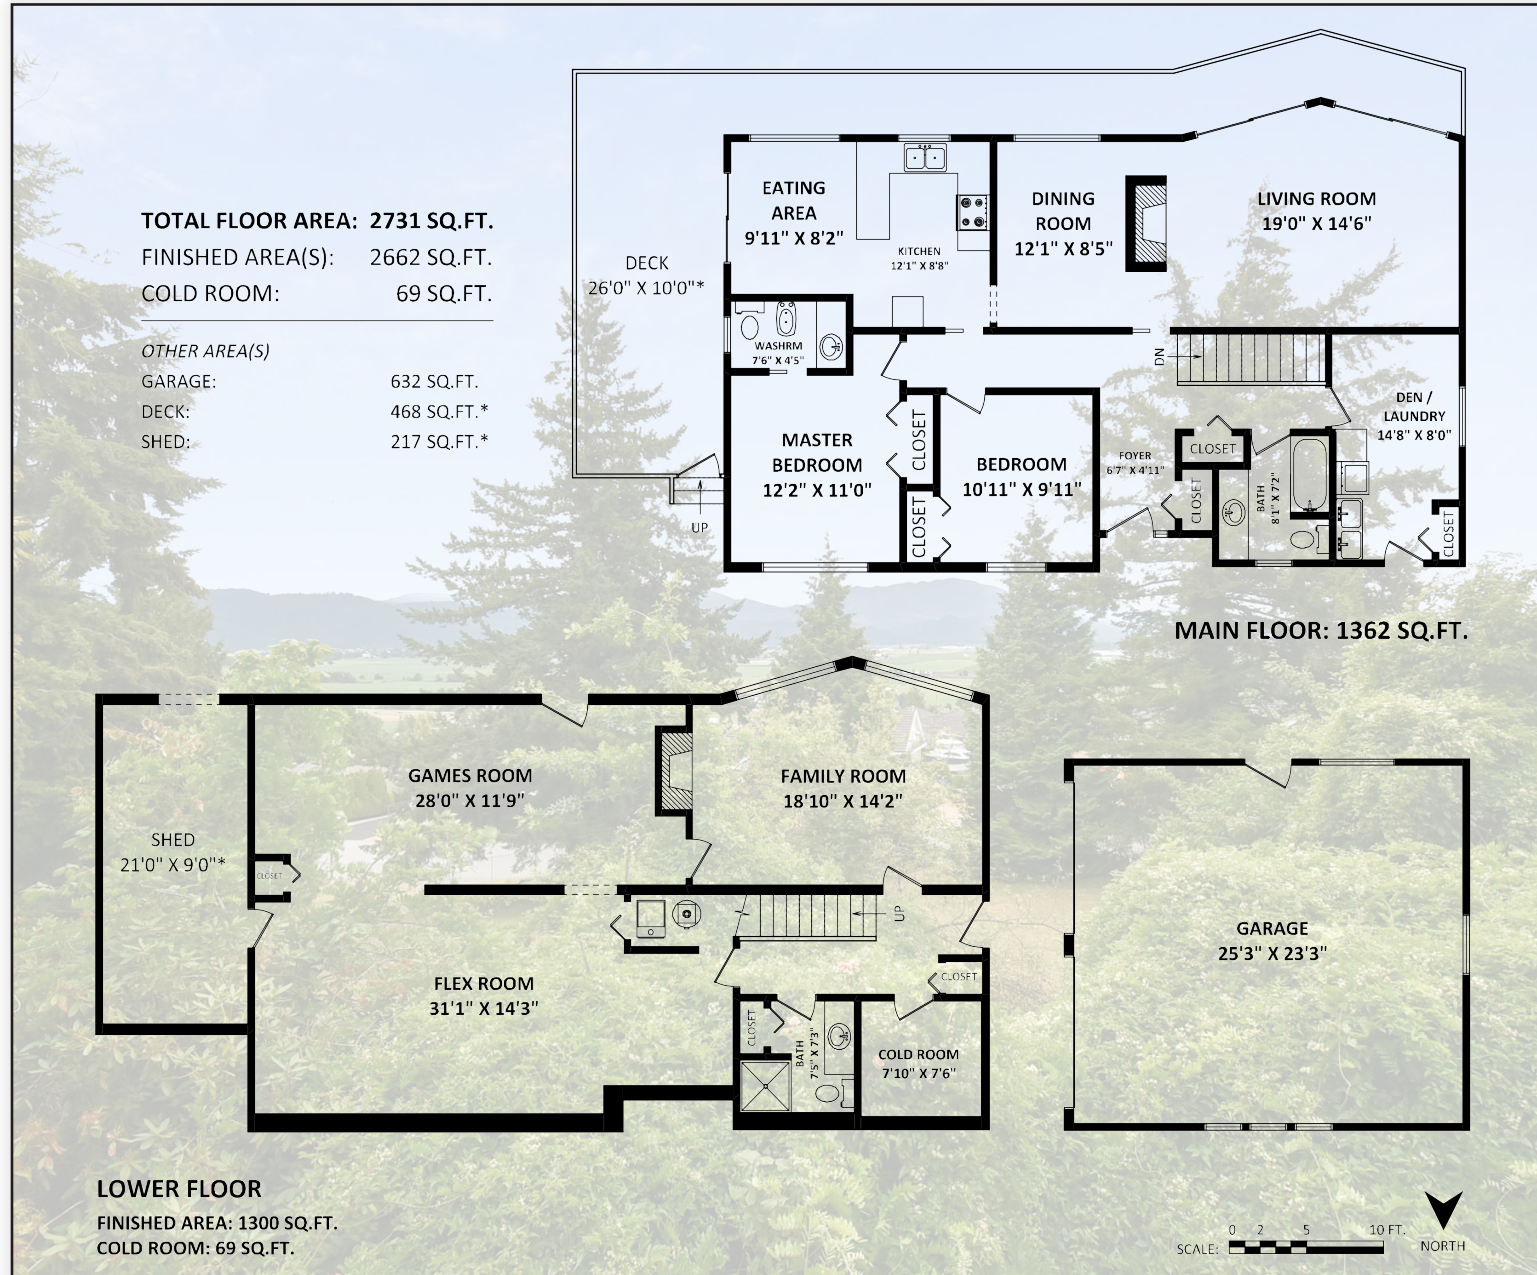 TOTAL FLOOR AREA: 2731 SQ.FT.
FINISHED AREA(S): 2662 SQ.FT.
COLD ROOM: 69 SQ.FT.
OTHER AREA(S)
GARAGE: 632 SQ.FT.
DECK: 468 SQ.FT.*
SHED: 217 SQ.FT.*
DECK
26'0" X 10'0"*
UP
EATING
AREA
9'11" X 8'2"
KITCHEN
12'1" X 8'8"
DINING
ROOM
12'1" X 8'5"
LIVING ROOM
19'0" X 14'6"
WASHRM
7'6" X 4'5"
MASTER
BEDROOM
12'2" X 11'0"
CLOSET
CLOSET
BEDROOM
10'11" X 9'11"
DN
FOYER
6'7" X 4'11"
CLOSET
CLOSET
BATH
8'1" X 7'2"
DEN /
LAUNDRY
14'8" X 8'0"
CLOSET
MAIN FLOOR: 1362 SQ.FT.
SHED
21'0" X 9'0"*
GAMES ROOM
28'0" X 11'9"
CLOSET
FAMILY ROOM
18'10" X 14'2"
UP
FLEX ROOM
31'1" X 14'3"
CLOSET
CLOSET
BATH
7'5" X 7'3"
COLD ROOM
7'10" X 7'6"
GARAGE
25'3" X 23'3"
LOWER FLOOR
FINISHED AREA: 1300 SQ.FT.
COLD ROOM: 69 SQ.FT.
0 2 5 10 FT.
SCALE:
NORTH